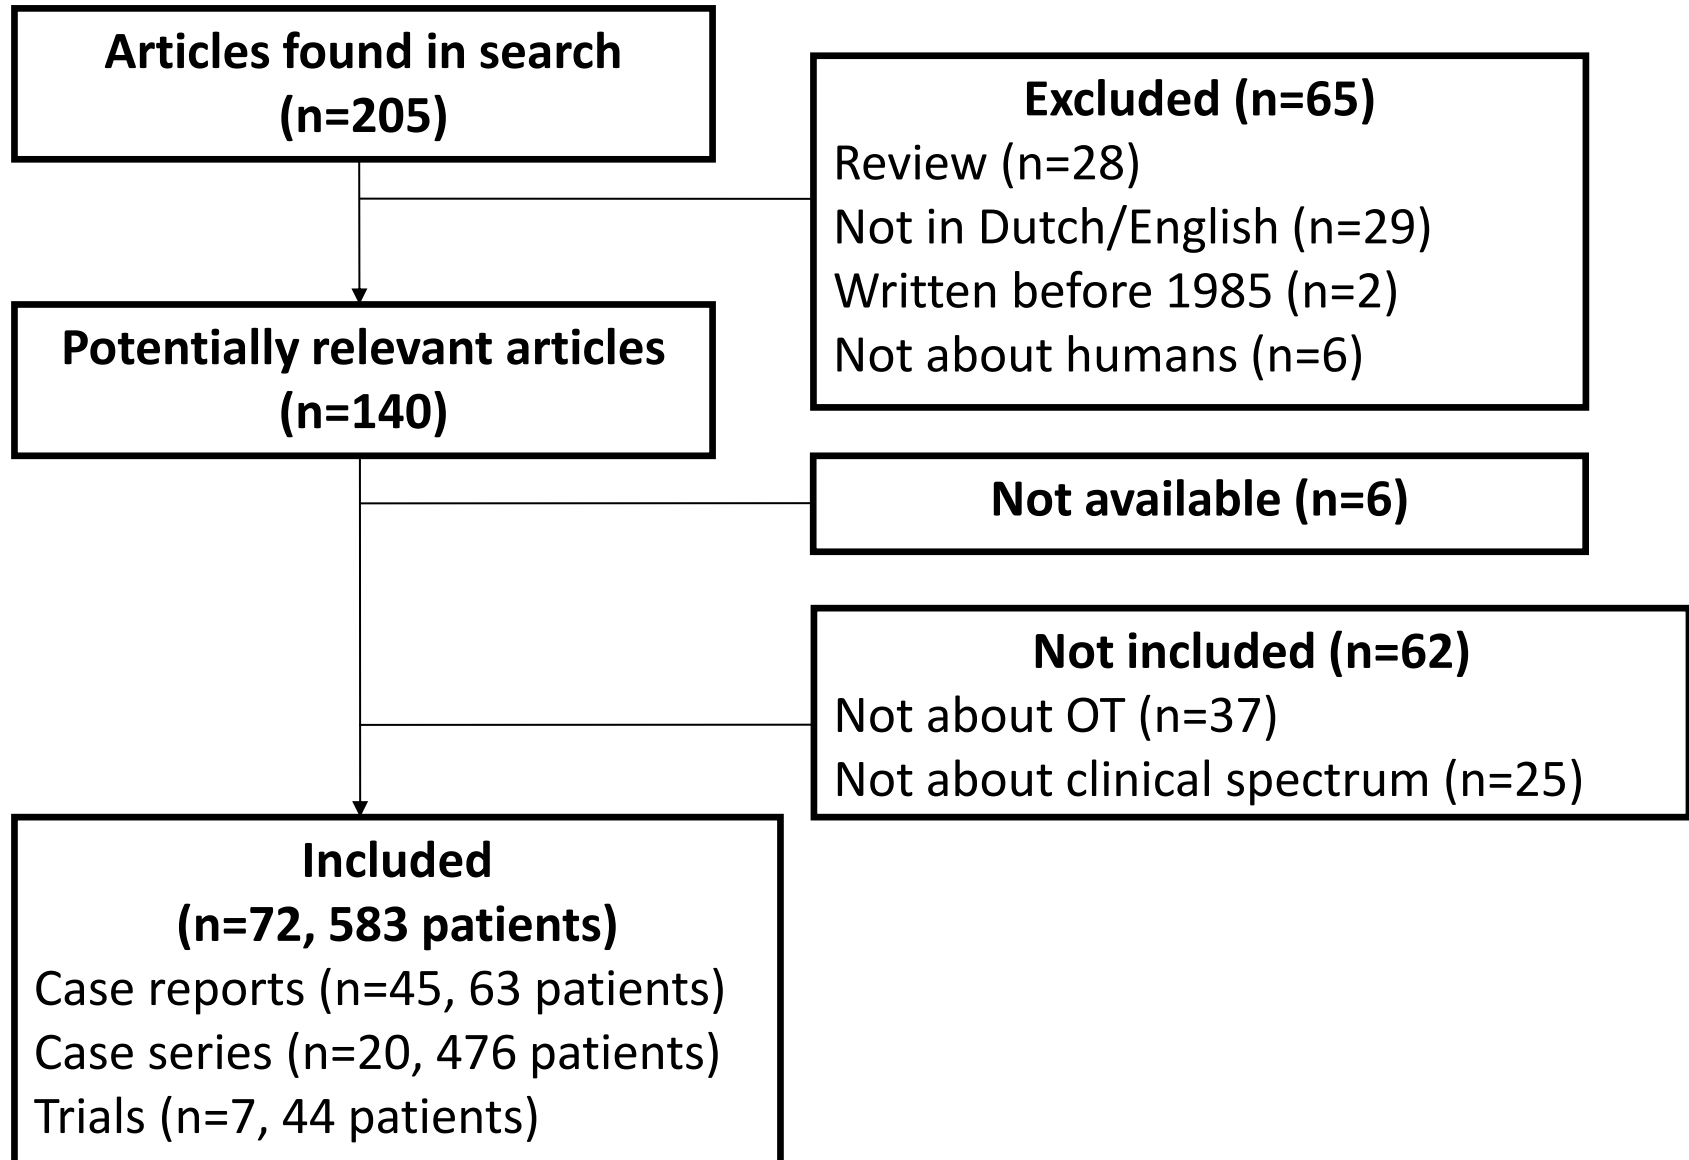 Articles found in search
(n=205)
Excluded (n=65)
Review (n=28)
Not in Dutch/English (n=29)
Written before 1985 (n=2)
Not about humans (n=6)
Potentially relevant articles
(n=140)
Not available (n=6)
Not included (n=62)
Not about OT (n=37)
Not about clinical spectrum (n=25)
Included
(n=72, 583 patients)
Case reports (n=45, 63 patients)
Case series (n=20, 476 patients)
Trials (n=7, 44 patients)